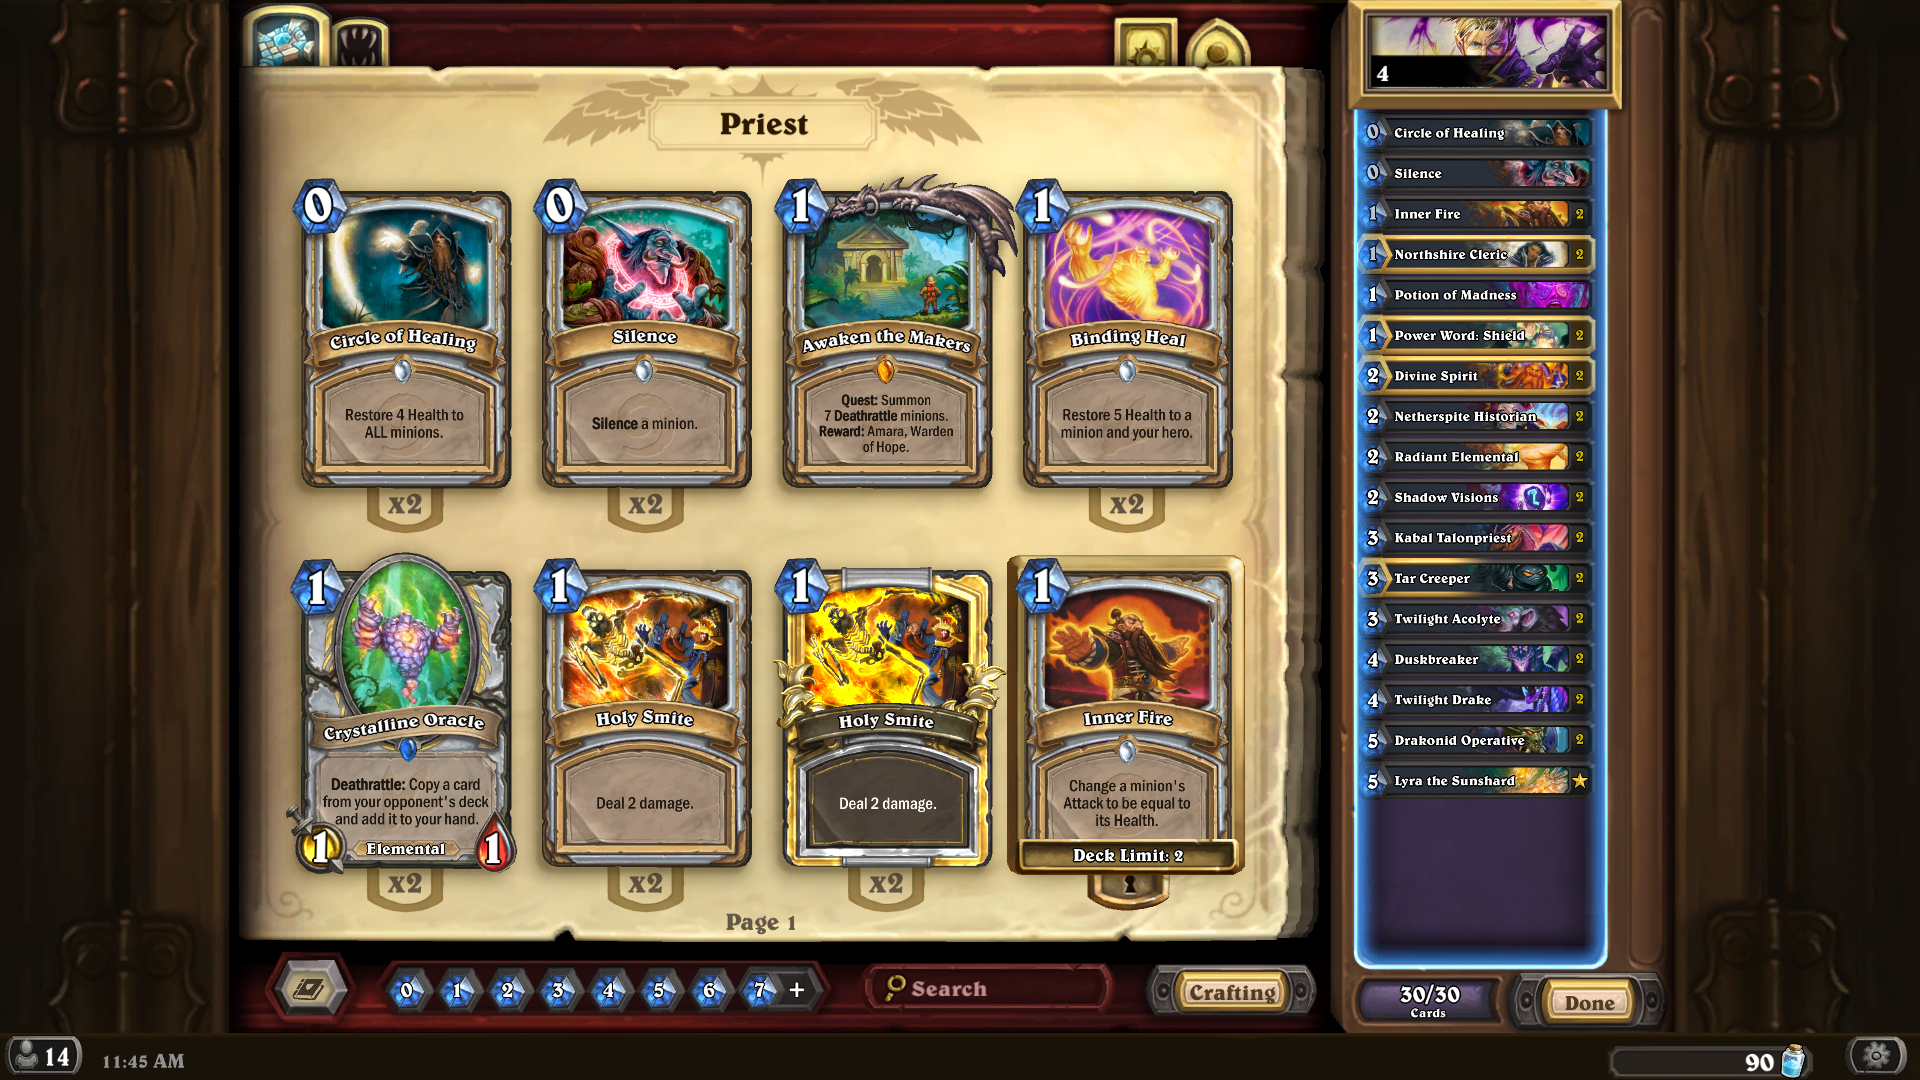 Priest
0
Circle of Healing
Restore 4 Health to
ALL minions.
x2
0
Silence
Silence a minion.
x2
1
Awaken the Makers
Quest: Summon
7 Deathrattle minions.
Reward: Amara, Warden
of Hope.
1
Binding Heal
Restore 5 Health to a
minion and your hero.
x2
1
Crystalline Oracle
Deathrattle: Copy a card
from your opponent's deck
and add it to your hand.
1 Elemental 1
x2
1
Holy Smite
Deal 2 damage.
x2
1
Holy Smite
Deal 2 damage.
x2
1
Inner Fire
Change a minion's
Attack to be equal to
its Health.
Deck Limit: 2
Page 1
0 1 2 3 4 5 6 7 +
Search
Crafting
4
0 Circle of Healing
0 Silence
1 Inner Fire 2
1 Northshire Cleric 2
1 Potion of Madness
1 Power Word: Shield 2
2 Divine Spirit 2
2 Netherspite Historian 2
2 Radiant Elemental 2
2 Shadow Visions 2
3 Kabal Talonpriest 2
3 Tar Creeper 2
3 Twilight Acolyte 2
4 Duskbreaker 2
4 Twilight Drake 2
5 Drakonid Operative 2
5 Lyra the Sunshard
30/30
Cards
Done
14
11:45 AM
90